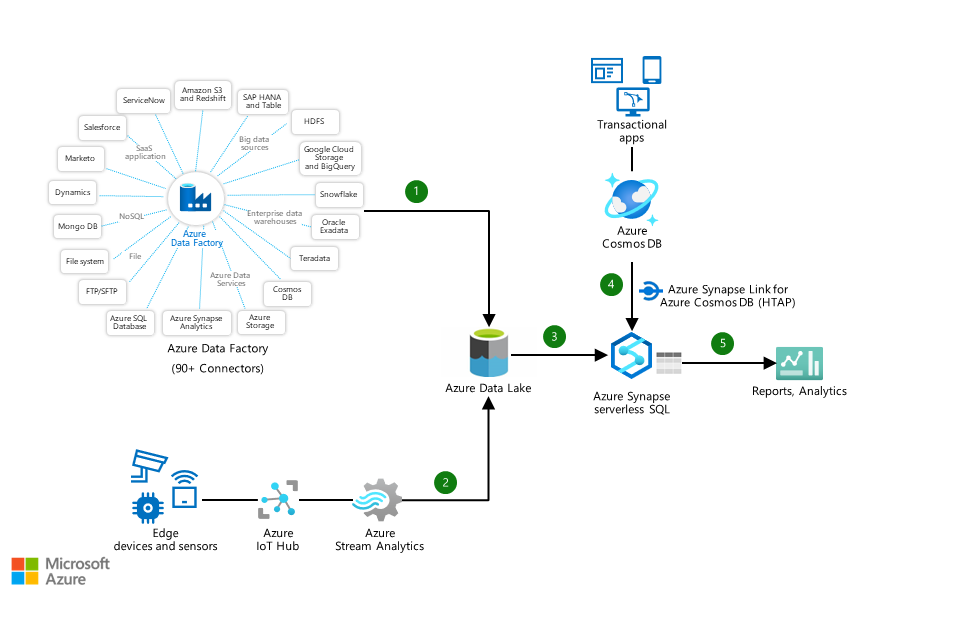 Amazon S3
and Redshift
ServiceNow
SAP HANA
and Table
Salesforce
HDFS
SaaS
application
Big data
sources
Marketo
Google Cloud
Storage
and BigQuery
Dynamics
Snowflake
NoSQL
Enterprise data
warehouses
Mongo DB
Oracle
Exadata
Azure
Data Factory
File system
File
Teradata
Azure Data
Services
FTP/SFTP
Cosmos
DB
Azure SQL
Database
Azure Synapse
Analytics
Azure
Storage
Azure Data Factory
(90+ Connectors)
1
Transactional
apps
Azure
Cosmos DB
4
Azure Synapse Link for
Azure Cosmos DB (HTAP)
3
5
Azure Data Lake
Azure Synapse
serverless SQL
Reports, Analytics
2
Edge
devices and sensors
Azure
IoT Hub
Azure
Stream Analytics
Microsoft
Azure